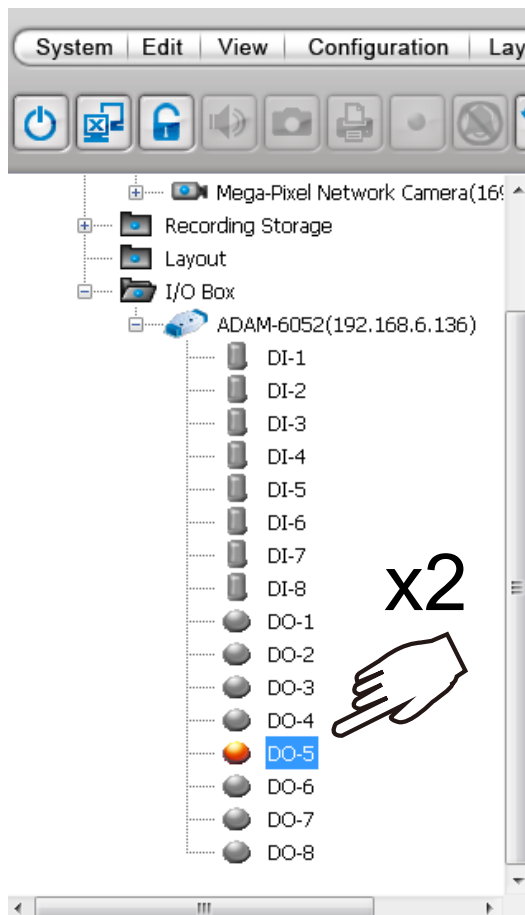 System Edit View Configuration Lay
Mega-Pixel Network Camera(169
Recording Storage
Layout
I/O Box
ADAM-6052(192.168.6.136)
DI-1
DI-2
DI-3
DI-4
DI-5
DI-6
DI-7
DI-8
x2
DO-1
DO-2
DO-3
DO-4
DO-5
DO-6
DO-7
DO-8